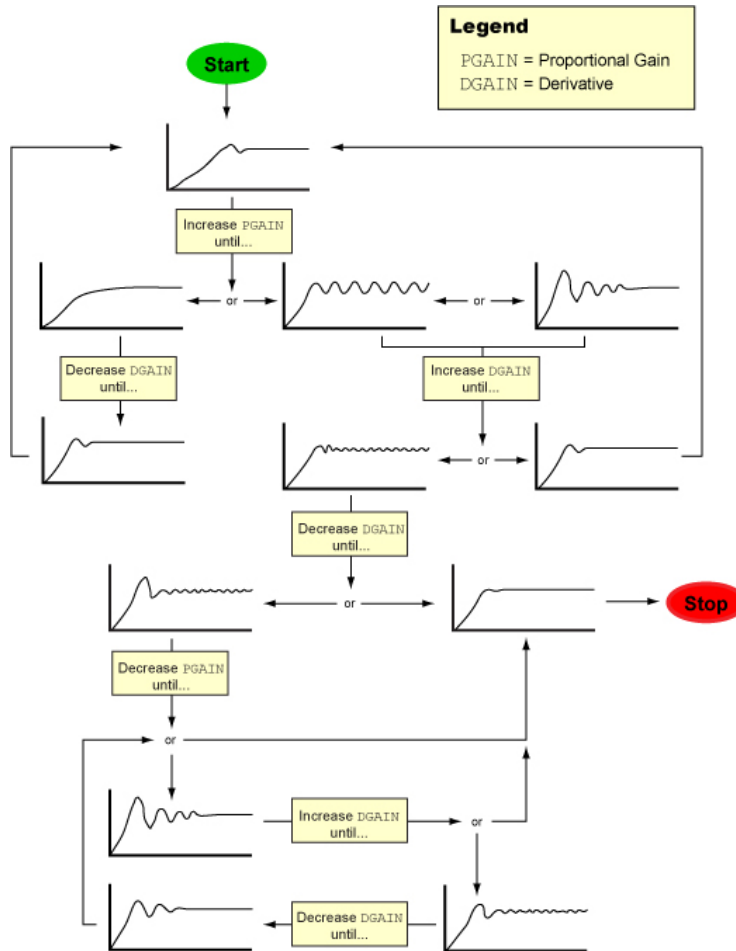 Legend
PGAIN = Proportional Gain
DGAIN = Derivative
Start
Increase PGAIN
until...
or
or
Decrease DGAIN
until...
Increase DGAIN
until...
or
Decrease DGAIN
until...
or
Stop
Decrease PGAIN
until...
or
Increase DGAIN
until...
or
Decrease DGAIN
until...